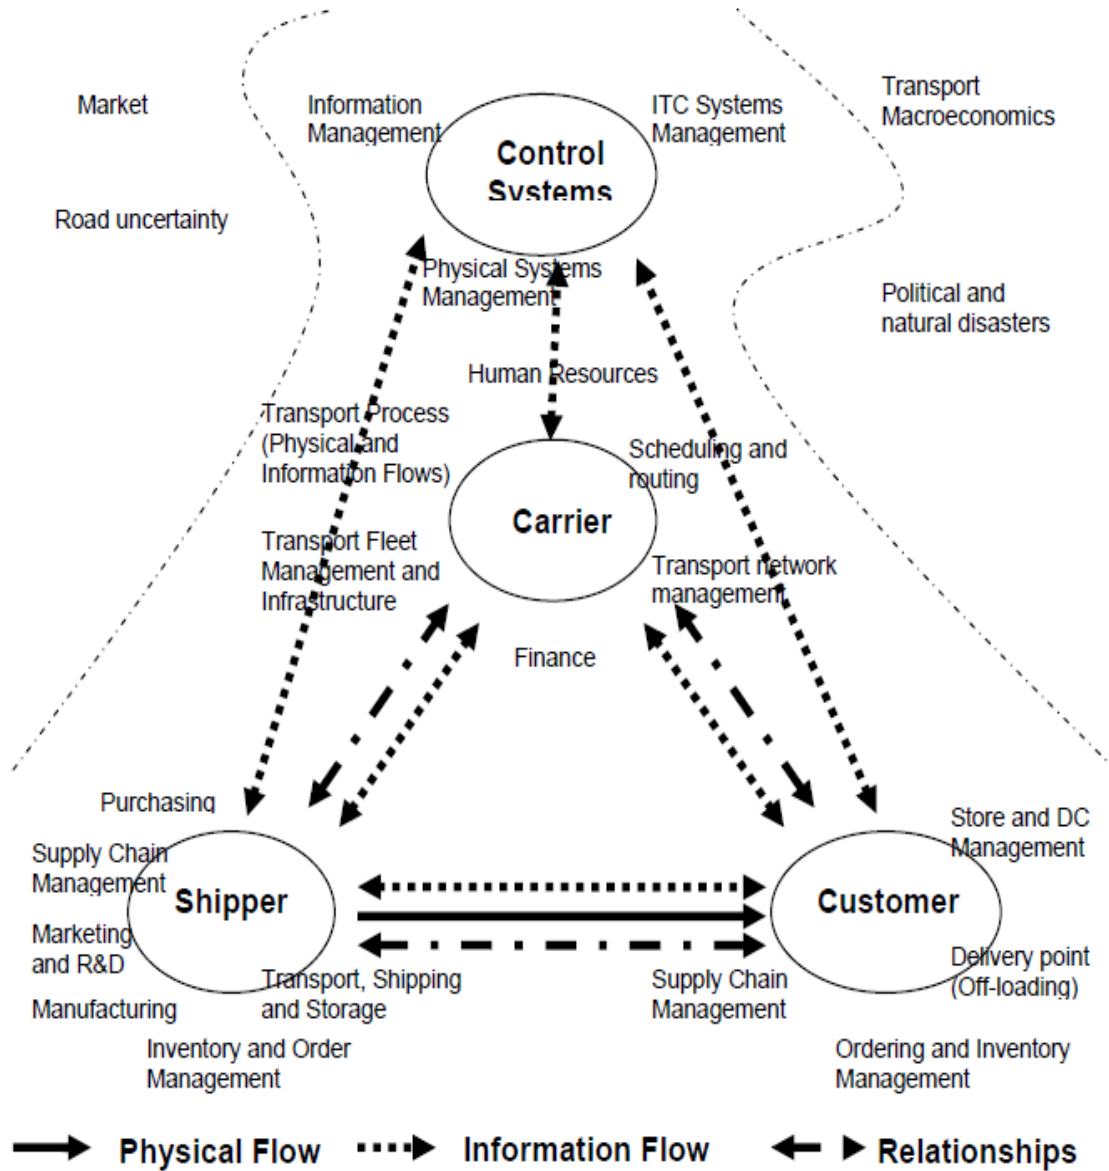 Market
Information
Management
ITC Systems
Management
Transport
Macroeconomics
Control
Systems
Road uncertainty
Physical Systems
Management
Political and
natural disasters
Human Resources
Transport Process
(Physical and
Information Flows)
Scheduling and
routing
Carrier
Transport Fleet
Management and
Infrastructure
Transport network
management
Finance
Purchasing
Supply Chain
Management
Shipper
Marketing
and R&D
Manufacturing
Transport, Shipping
and Storage
Inventory and Order
Management
Store and DC
Management
Customer
Delivery point
(Off-loading)
Supply Chain
Management
Ordering and Inventory
Management
Physical Flow
Information Flow
Relationships